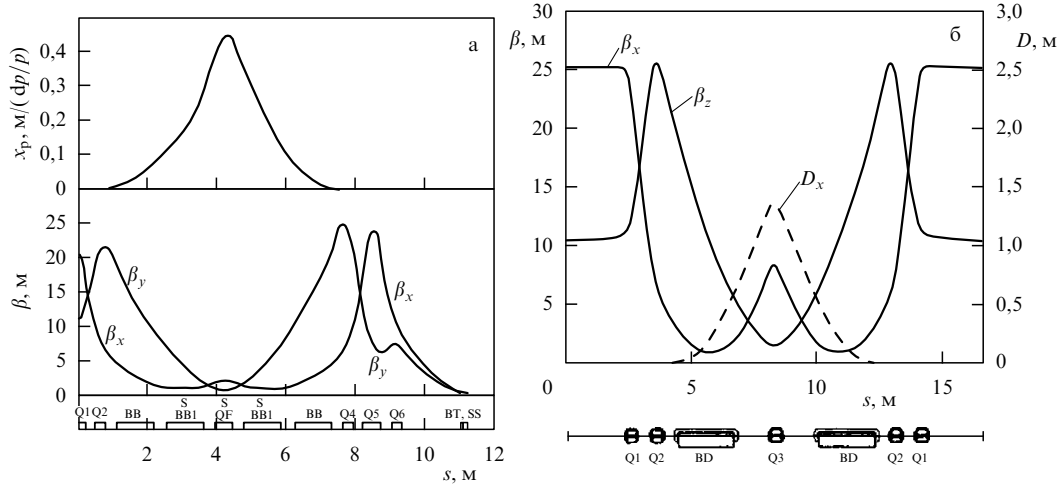 а
x_p, м/(dp/p)
0,4
0,3
0,2
0,1
0
β, м
25
20
15
10
5
0
β_y
β_x
β_x
β_y
S S S
Q1 Q2 BB BB1 QF BB1 BB Q4 Q5 Q6 BT, SS
2 4 6 8 10 12
s, м
б
β, м
D, м
30
25
20
15
10
5
0
3,0
2,5
2,0
1,5
1,0
0,5
0
β_x
β_z
D_x
5 10 15
s, м
Q1 Q2 BD Q3 BD Q2 Q1